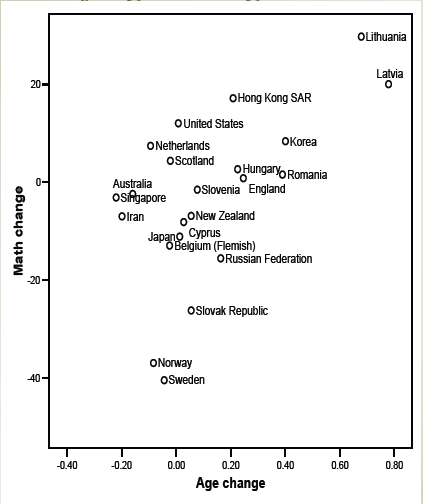 Lithuania
Latvia
20
Hong Kong SAR
United States
Korea
Netherlands
Scotland
Hungary
Romania
0
Australia
England
Slovenia
Singapore
Iran
New Zealand
Cyprus
Japan
Belgium (Flemish)
Math change
Russian Federation
-20
Slovak Republic
Norway
-40
Sweden
-0.40 -0.20 0.00 0.20 0.40 0.60 0.80
Age change